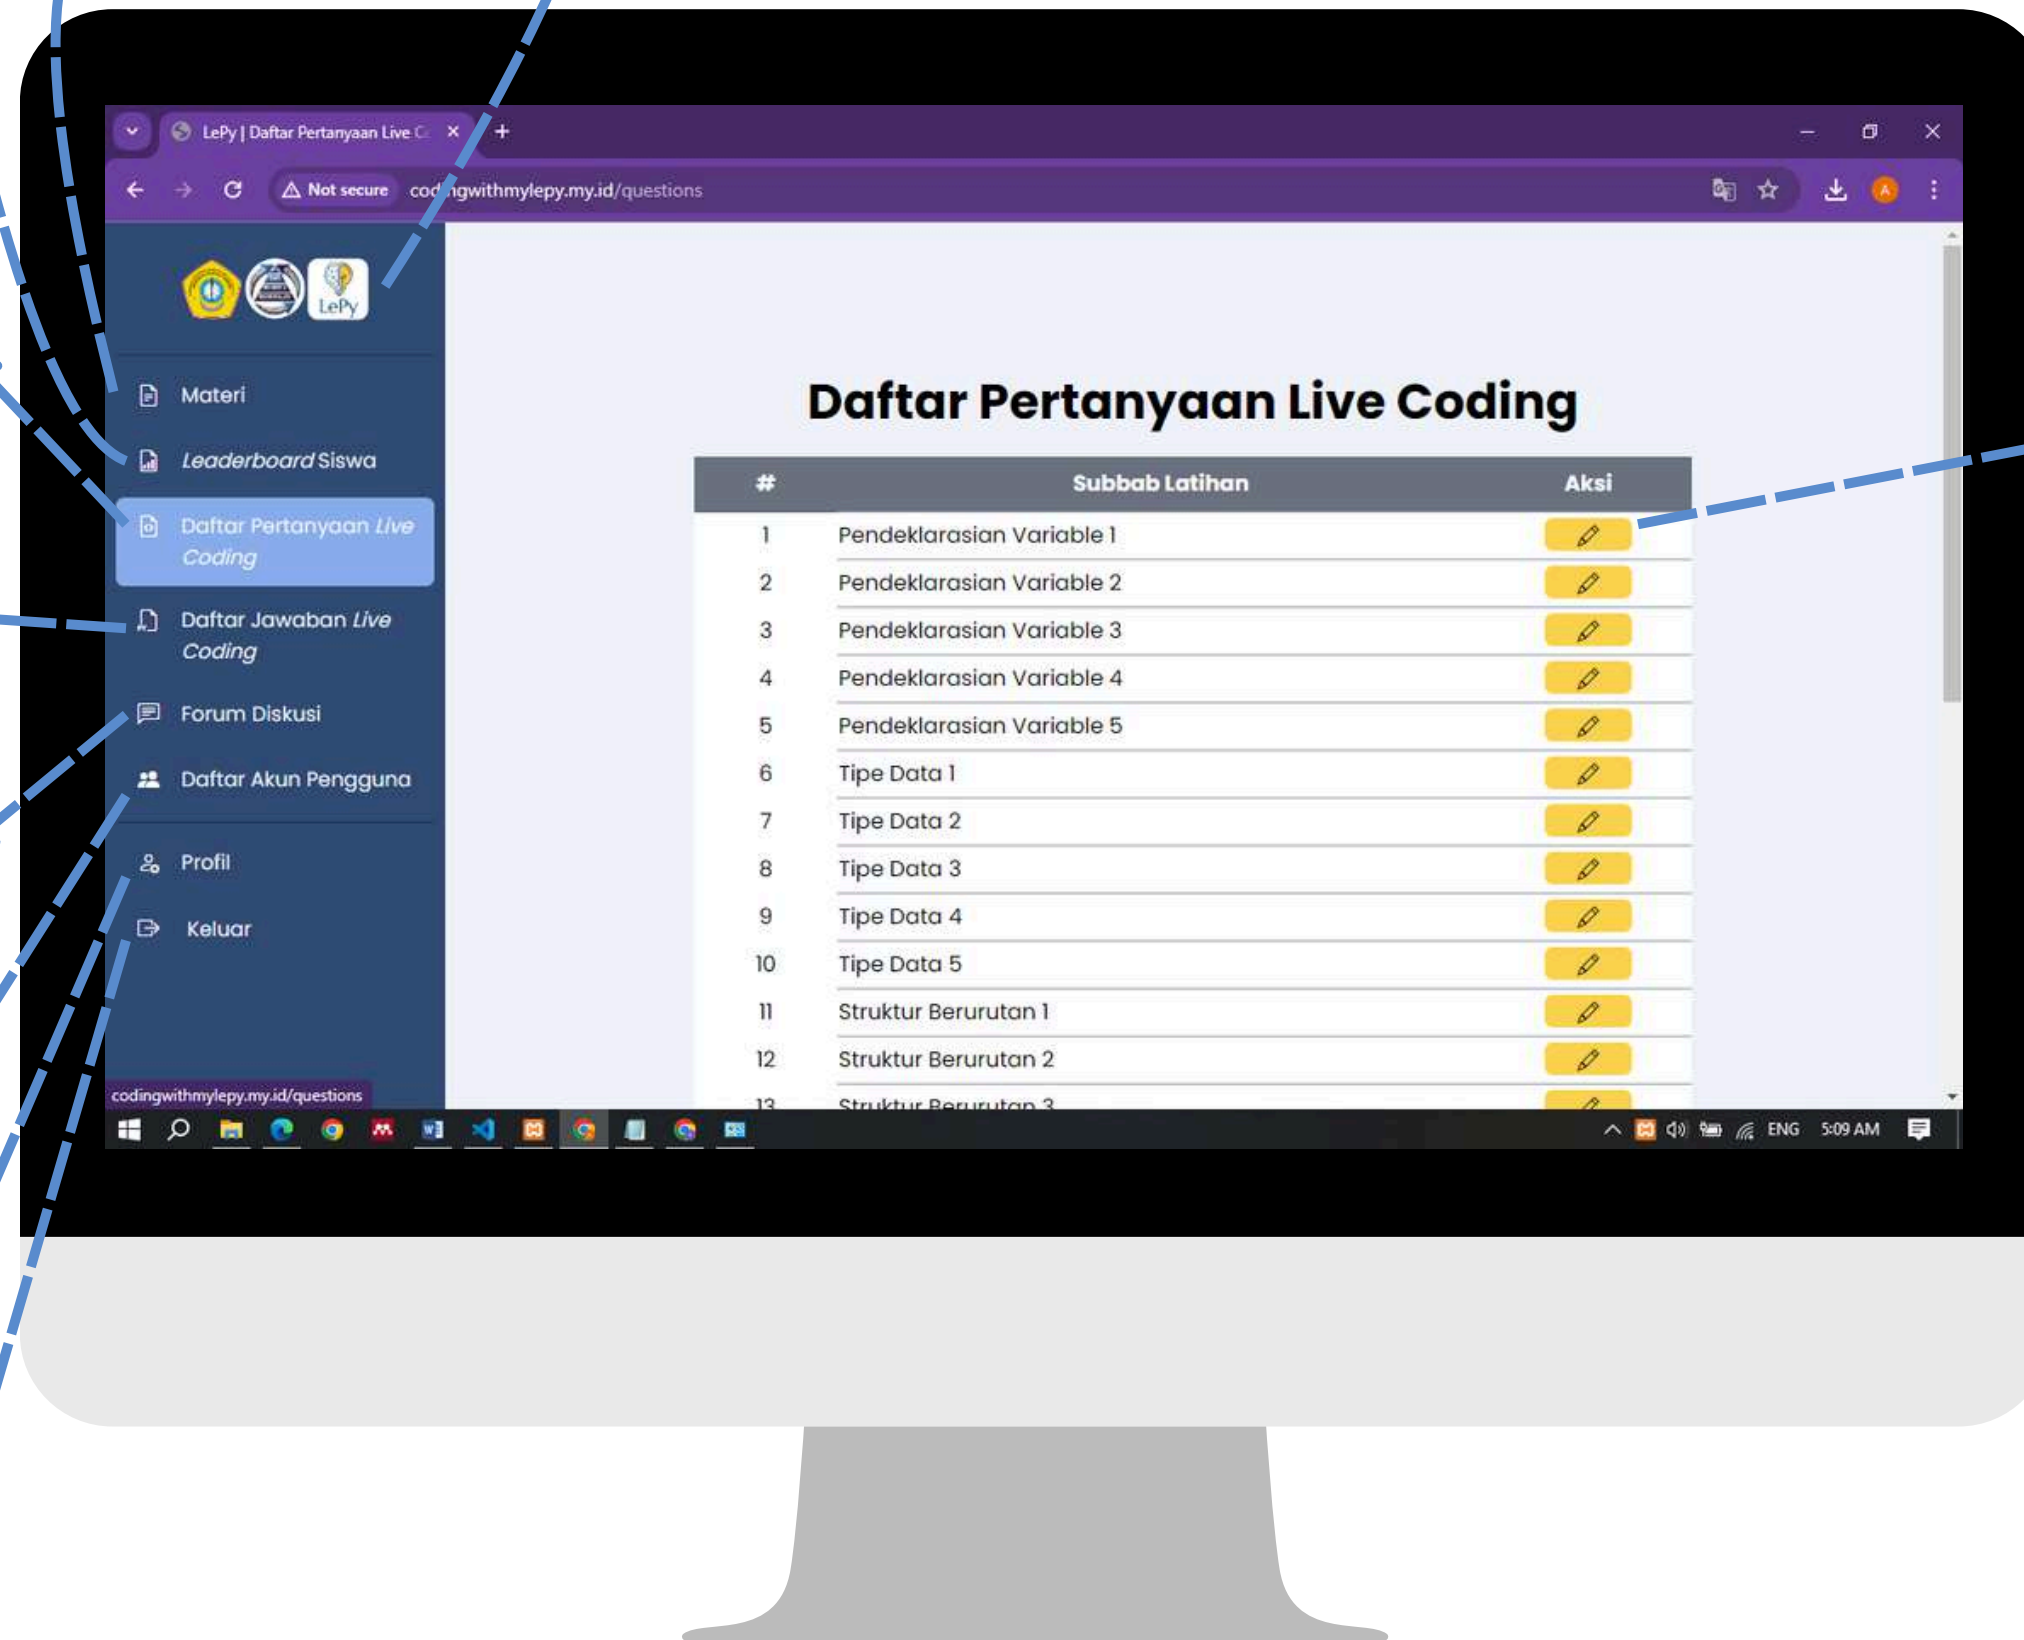 LePy | Daftar Pertanyaan Live C
Not secure codingwithmylepy.my.id/questions
A
LePy
Materi
Leaderboard Siswa
Daftar Pertanyaan Live
Coding
Daftar Jawaban Live
Coding
Forum Diskusi
Daftar Akun Pengguna
Profil
Keluar
codingwithmylepy.my.id/questions
Daftar Pertanyaan Live Coding
# Subbab Latihan Aksi
1 Pendeklarasian Variable 1
2 Pendeklarasian Variable 2
3 Pendeklarasian Variable 3
4 Pendeklarasian Variable 4
5 Pendeklarasian Variable 5
6 Tipe Data 1
7 Tipe Data 2
8 Tipe Data 3
9 Tipe Data 4
10 Tipe Data 5
11 Struktur Berurutan 1
12 Struktur Berurutan 2
13 Struktur Berurutan 3
ENG 5:09 AM